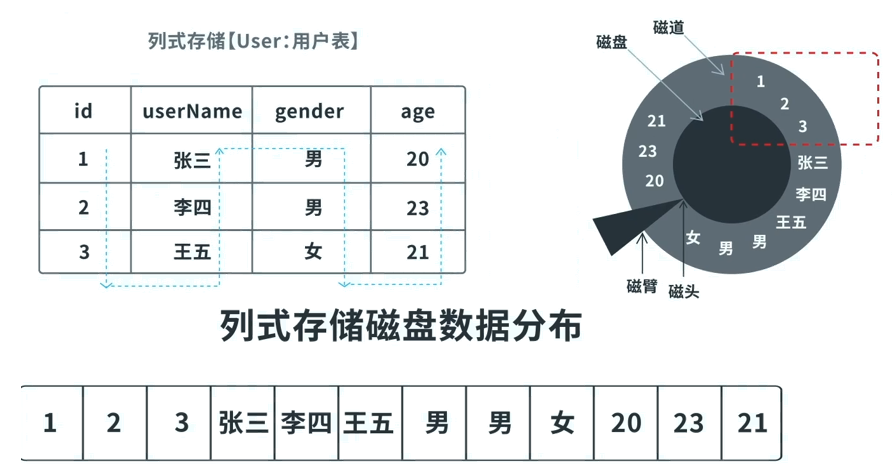 列式存储【User：用户表】
id userName gender age
1 张三 男 20
2 李四 男 23
3 王五 女 21
磁道
磁盘
1
2
3
张三
李四
王五
男
男
女
20
23
21
磁臂
磁头
列式存储磁盘数据分布
1 2 3 张三 李四 王五 男 男 女 20 23 21